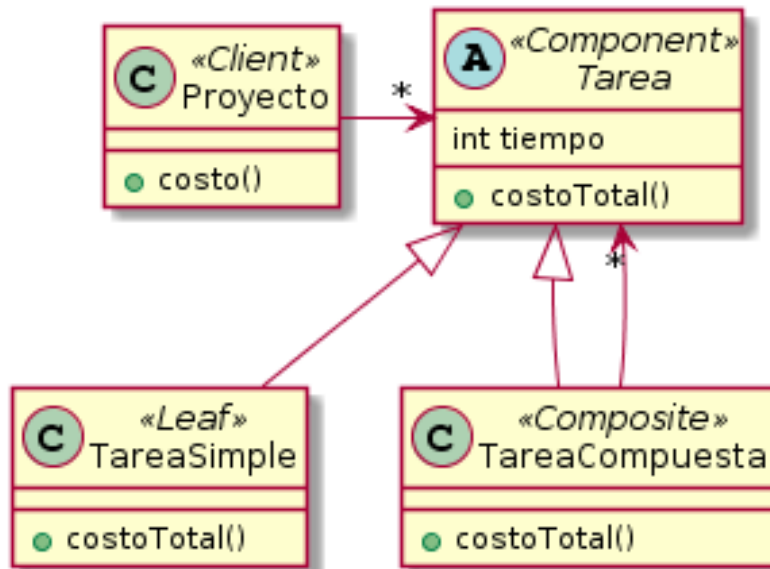 C «Client»
Proyecto
costo()
*
A «Component»
Tarea
int tiempo
costoTotal()
*
C «Leaf»
TareaSimple
costoTotal()
C «Composite»
TareaCompuesta
costoTotal()